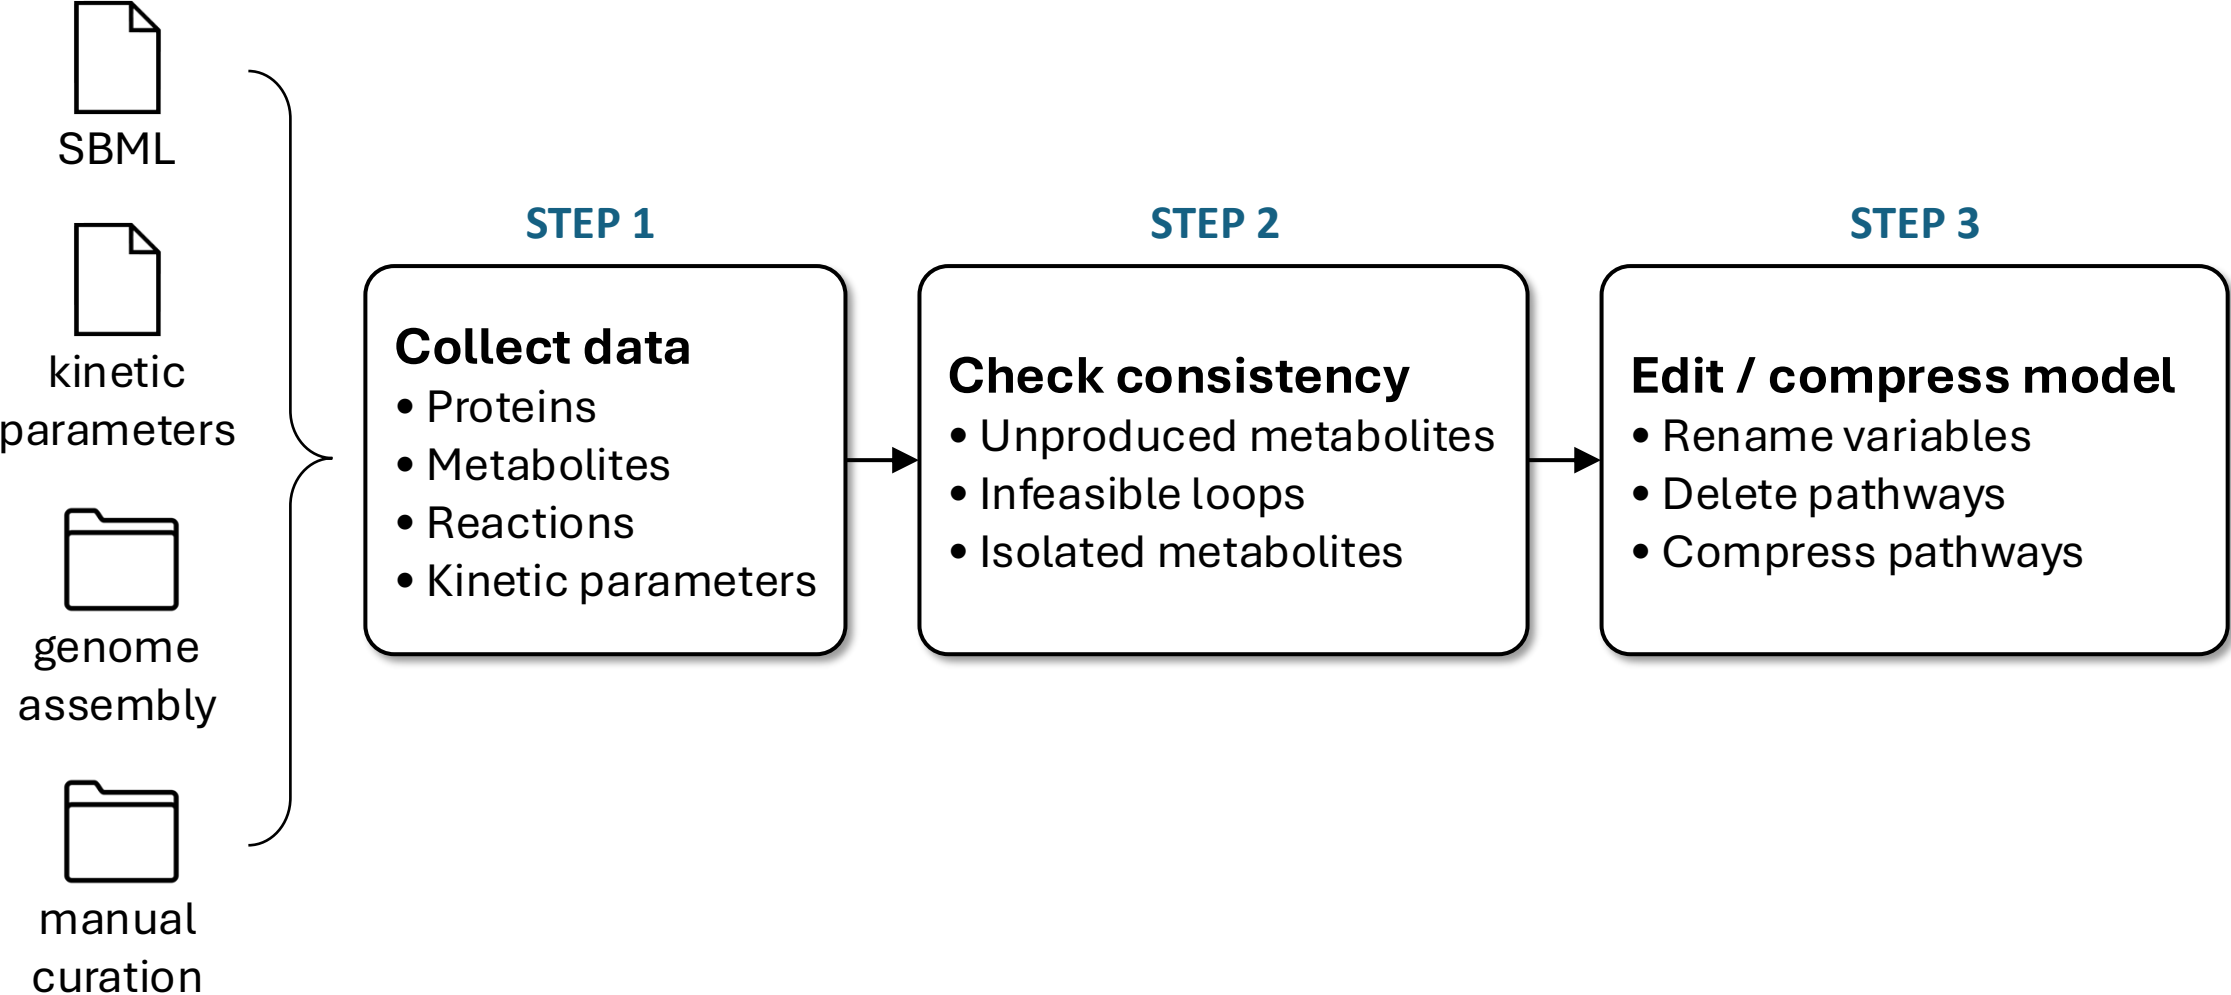 SBML
kinetic
parameters
genome
assembly
manual
curation
STEP 1
Collect data
• Proteins
• Metabolites
• Reactions
• Kinetic parameters
STEP 2
Check consistency
• Unproduced metabolites
• Infeasible loops
• Isolated metabolites
STEP 3
Edit / compress model
• Rename variables
• Delete pathways
• Compress pathways